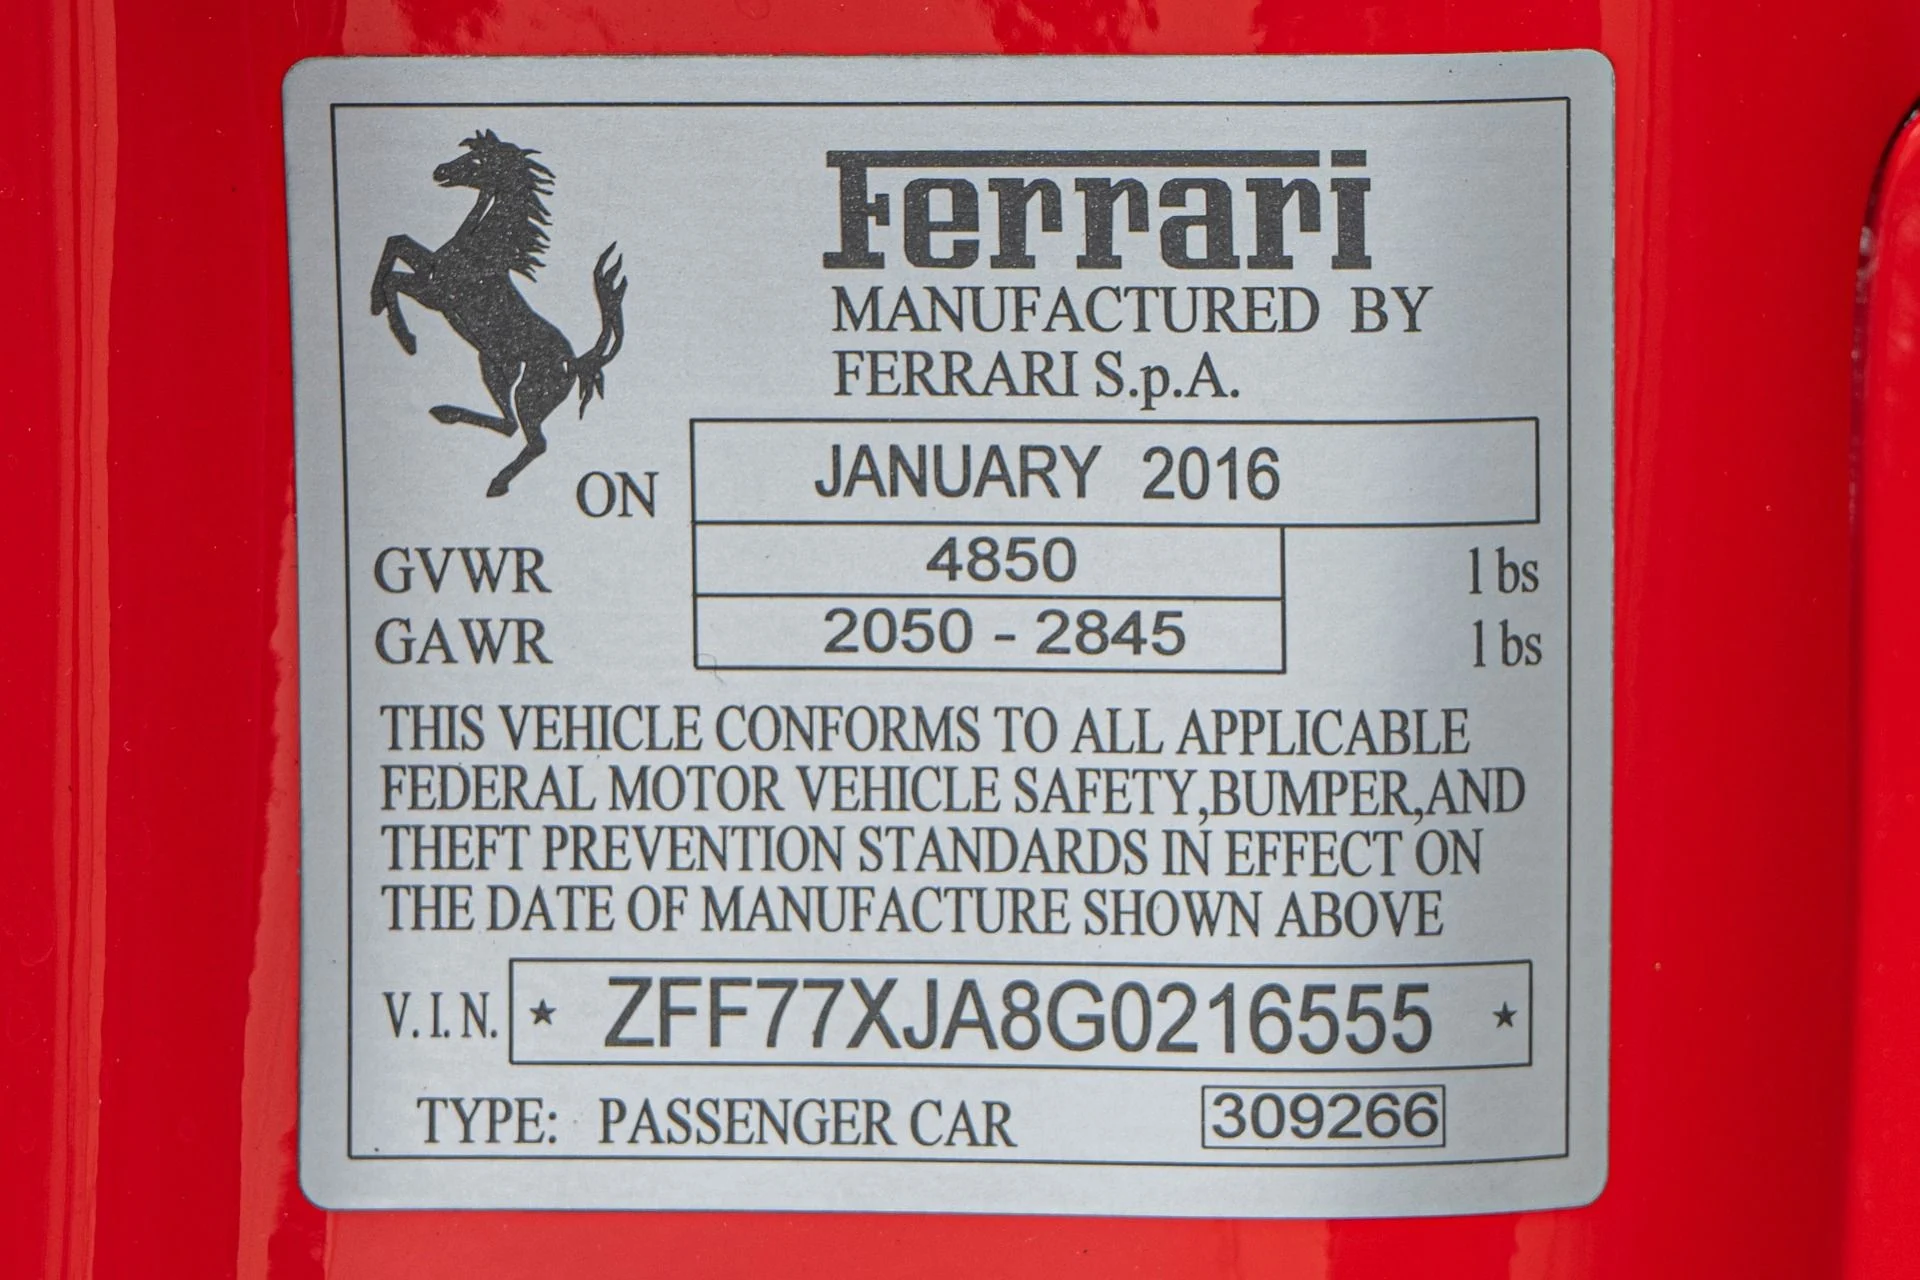 Ferrari
MANUFACTURED BY
FERRARI S.p.A.
ON JANUARY 2016
GVWR 4850 lbs
GAWR 2050 - 2845 lbs
THIS VEHICLE CONFORMS TO ALL APPLICABLE
FEDERAL MOTOR VEHICLE SAFETY,BUMPER,AND
THEFT PREVENTION STANDARDS IN EFFECT ON
THE DATE OF MANUFACTURE SHOWN ABOVE
V.I.N. ★ ZFF77XJA8G0216555 ★
TYPE: PASSENGER CAR 309266